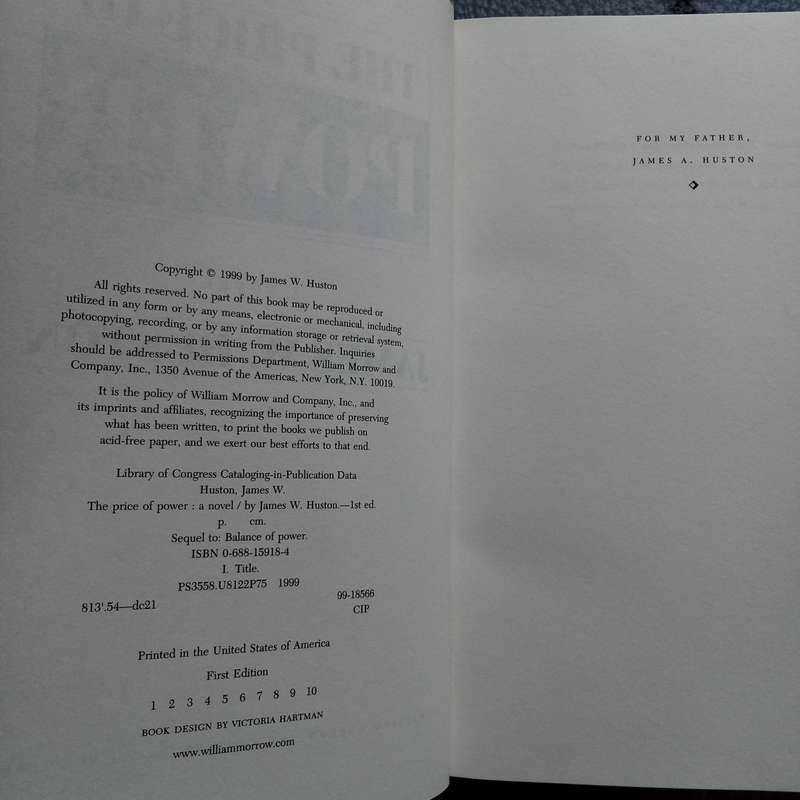 Copyright © 1999 by James W. Huston
All rights reserved. No part of this book may be reproduced or
utilized in any form or by any means, electronic or mechanical, including
photocopying, recording, or by any information storage or retrieval system,
without permission in writing from the Publisher. Inquiries
should be addressed to Permissions Department, William Morrow and
Company, Inc., 1350 Avenue of the Americas, New York, N.Y. 10019.
It is the policy of William Morrow and Company, Inc., and
its imprints and affiliates, recognizing the importance of preserving
what has been written, to print the books we publish on
acid-free paper, and we exert our best efforts to that end.
Library of Congress Cataloging-in-Publication Data
Huston, James W.
The price of power : a novel / by James W. Huston.—1st ed.
p. cm.
Sequel to: Balance of power.
ISBN 0-688-15918-4
I. Title.
PS3558.U8122P75 1999
813'.54—dc21
99-18566
CIP
Printed in the United States of America
First Edition
1 2 3 4 5 6 7 8 9 10
BOOK DESIGN BY VICTORIA HARTMAN
www.williammorrow.com
FOR MY FATHER,
JAMES A. HUSTON